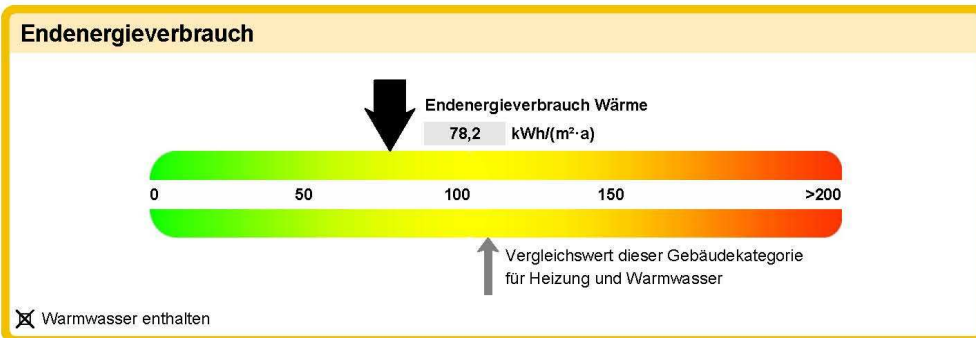 Endenergieverbrauch
Endenergieverbrauch Wärme
78,2 kWh/(m²·a)
0 50 100 150 >200
Vergleichswert dieser Gebäudekategorie
für Heizung und Warmwasser
Warmwasser enthalten